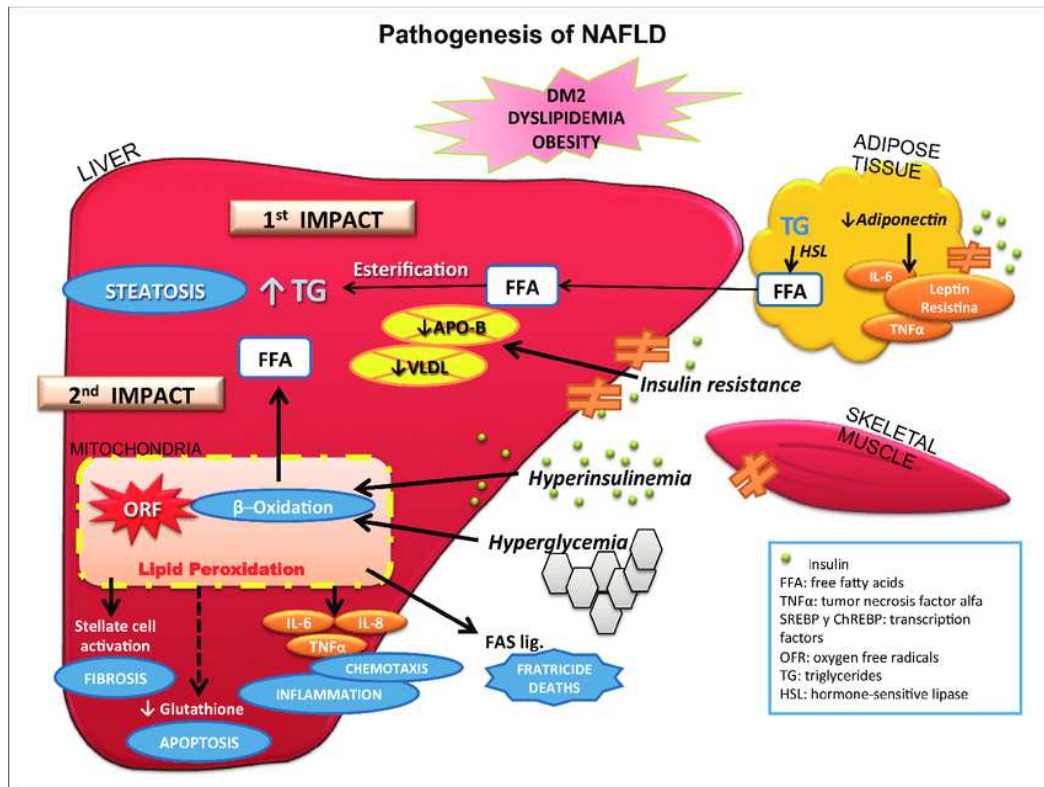 Pathogenesis of NAFLD
DM2
DYSLIPIDEMIA
OBESITY
LIVER
ADIPOSE
TISSUE
1st IMPACT
TG
HSL
FFA
↓Adiponectin
IL-6
Leptin
Resistina
TNFα
STEATOSIS
↑ TG
Esterification
FFA
↓APO-B
↓VLDL
Insulin resistance
FFA
2nd IMPACT
SKELETAL
MUSCLE
MITOCHONDRIA
ORF
β–Oxidation
Lipid Peroxidation
Hyperinsulinemia
Hyperglycemia
Stellate cell
activation
FIBROSIS
↓ Glutathione
APOPTOSIS
IL-6
IL-8
TNFα
CHEMOTAXIS
INFLAMMATION
FAS lig.
FRATRICIDE
DEATHS
Insulin
FFA: free fatty acids
TNFα: tumor necrosis factor alfa
SREBP y ChREBP: transcription
factors
OFR: oxygen free radicals
TG: triglycerides
HSL: hormone-sensitive lipase